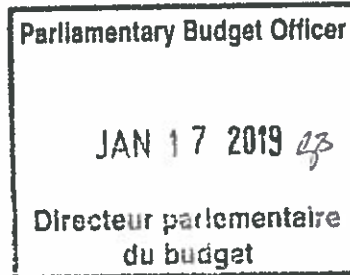 Parliamentary Budget Officer
JAN 17 2019
Directeur parlementaire
du budget